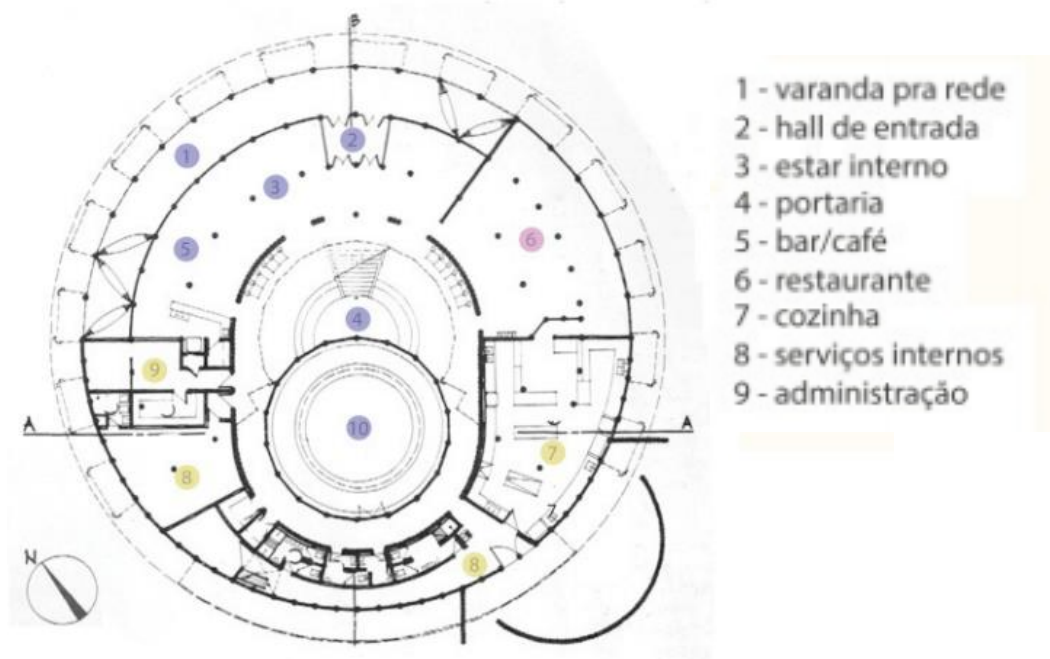 B
1
2
3
5
6
4
9
10
A
A
7
8
7
8
N
1 - varanda pra rede
2 - hall de entrada
3 - estar interno
4 - portaria
5 - bar/café
6 - restaurante
7 - cozinha
8 - serviços internos
9 - administração